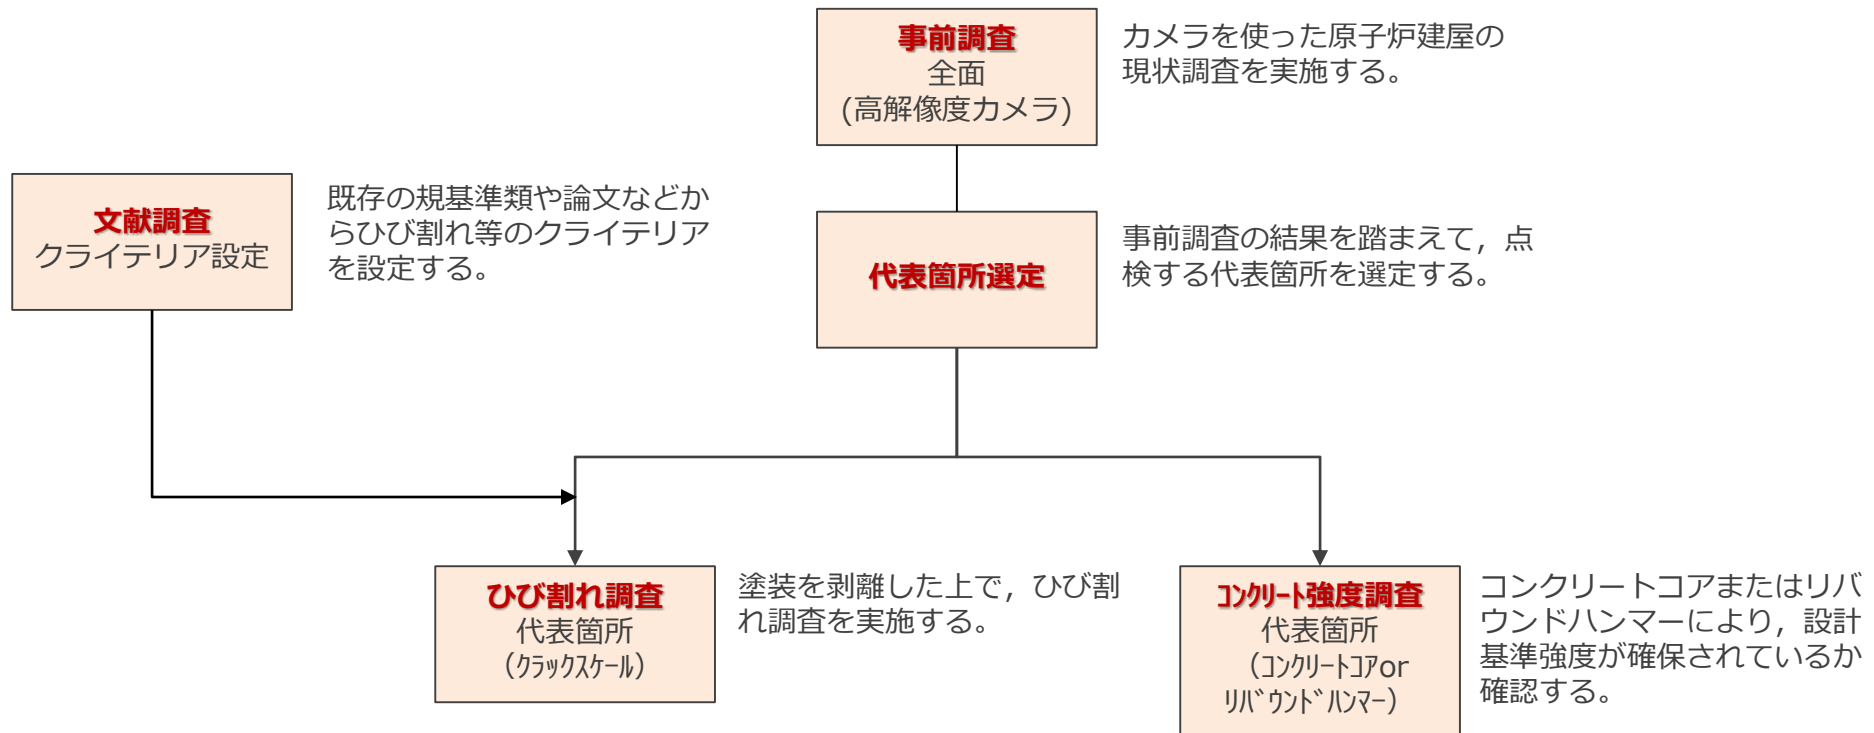 事前調査
全面
(高解像度カメラ)
カメラを使った原子炉建屋の
現状調査を実施する。
文献調査
クライテリア設定
既存の規基準類や論文などか
らひび割れ等のクライテリア
を設定する。
代表箇所選定
事前調査の結果を踏まえて，点
検する代表箇所を選定する。
ひび割れ調査
代表箇所
（ｸﾗｯｸｽｹｰﾙ）
塗装を剥離した上で，ひび割
れ調査を実施する。
ｺﾝｸﾘｰﾄ強度調査
代表箇所
（ｺﾝｸﾘｰﾄｺｱor
ﾘﾊﾞｳﾝﾄﾞﾊﾝﾏｰ）
コンクリートコアまたはリバ
ウンドハンマーにより，設計
基準強度が確保されているか
確認する。